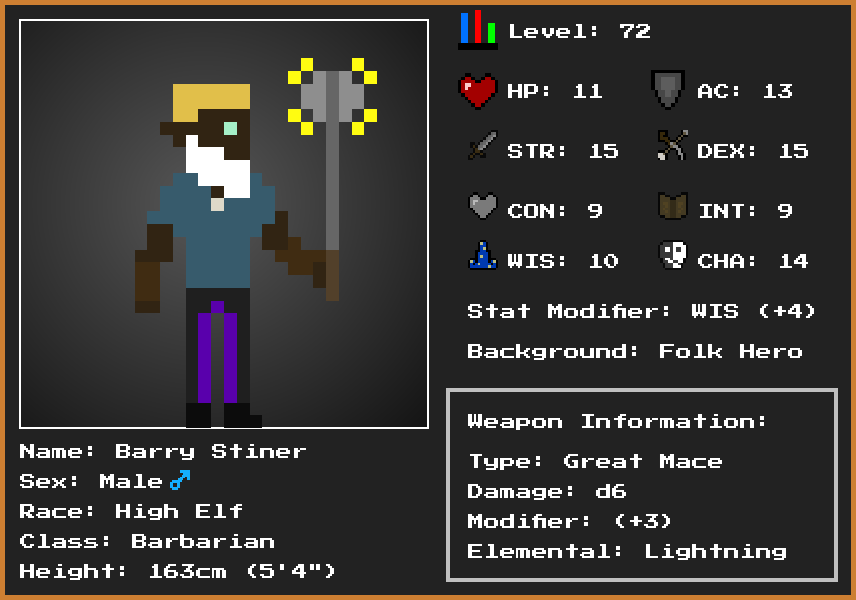 Level: 72
HP: 11 AC: 13
STR: 15 DEX: 15
CON: 9 INT: 9
WIS: 10 CHA: 14
Stat Modifier: WIS (+4)
Background: Folk Hero
Weapon Information:
Type: Great Mace
Damage: d6
Modifier: (+3)
Elemental: Lightning
Name: Barry Stiner
Sex: Male♂
Race: High Elf
Class: Barbarian
Height: 163cm (5'4")